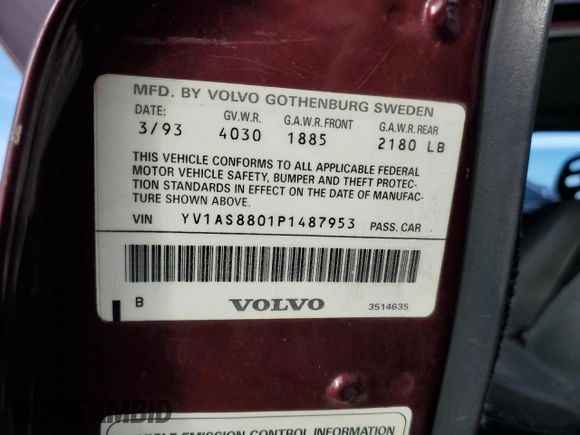 MFD. BY VOLVO GOTHENBURG SWEDEN
DATE: GV.W.R. G.A.W.R. FRONT G.A.W.R. REAR
3/93 4030 1885 2180 LB
THIS VEHICLE CONFORMS TO ALL APPLICABLE FEDERAL
MOTOR VEHICLE SAFETY, BUMPER AND THEFT PROTEC-
TION STANDARDS IN EFFECT ON THE DATE OF MANUFAC-
TURE SHOWN ABOVE.
VIN YV1AS8801P1487953 PASS. CAR
B VOLVO 3514635
VEHICLE EMISSION CONTROL INFORMATION